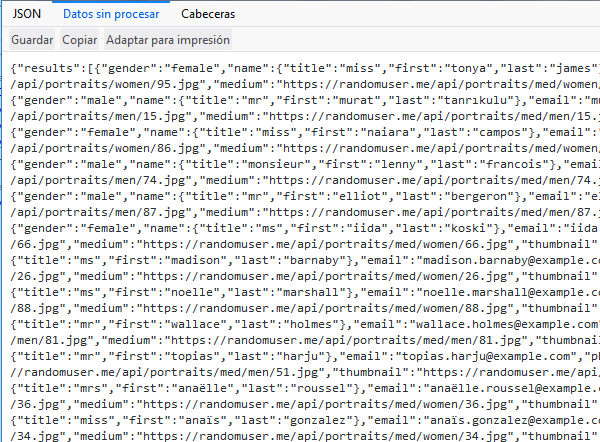 JSON Datos sin procesar Cabeceras
Guardar Copiar Adaptar para impresión
{"results":[{"gender":"female","name":{"title":"miss","first":"tonya","last":"james"}
/api/portraits/women/95.jpg","medium":"https://randomuser.me/api/portraits/med/women
{"gender":"male","name":{"title":"mr","first":"murat","last":"tanrıkulu"},"email":"mu
/api/portraits/men/15.jpg","medium":"https://randomuser.me/api/portraits/med/men/15.j
{"gender":"female","name":{"title":"miss","first":"naiara","last":"campos"},"email":"
/api/portraits/women/86.jpg","medium":"https://randomuser.me/api/portraits/med/women
{"gender":"male","name":{"title":"monsieur","first":"lenny","last":"francois"},"email
/api/portraits/men/74.jpg","medium":"https://randomuser.me/api/portraits/med/men/74.j
{"gender":"male","name":{"title":"mr","first":"elliot","last":"bergeron"},"email":"el
/api/portraits/men/87.jpg","medium":"https://randomuser.me/api/portraits/med/men/87.j
{"gender":"female","name":{"title":"ms","first":"iida","last":"koski"},"email":"iida
/66.jpg","medium":"https://randomuser.me/api/portraits/med/women/66.jpg","thumbnail"
{"title":"ms","first":"madison","last":"barnaby"},"email":"madison.barnaby@example.co
/26.jpg","medium":"https://randomuser.me/api/portraits/med/women/26.jpg","thumbnail"
{"title":"ms","first":"noelle","last":"marshall"},"email":"noelle.marshall@example.co
/88.jpg","medium":"https://randomuser.me/api/portraits/med/women/88.jpg","thumbnail"
{"title":"mr","first":"wallace","last":"holmes"},"email":"wallace.holmes@example.com"
/men/81.jpg","medium":"https://randomuser.me/api/portraits/med/men/81.jpg","thumbnail
{"title":"mr","first":"topias","last":"harju"},"email":"topias.harju@example.com","ph
//randomuser.me/api/portraits/med/men/51.jpg","thumbnail":"https://randomuser.me/api/
{"title":"mrs","first":"anaëlle","last":"roussel"},"email":"anaëlle.roussel@example.c
/36.jpg","medium":"https://randomuser.me/api/portraits/med/women/36.jpg","thumbnail"
{"title":"miss","first":"anaïs","last":"gonzalez"},"email":"anaïs.gonzalez@example.co
/34.jpg","medium":"https://randomuser.me/api/portraits/med/women/34.jpg","thumbnail"